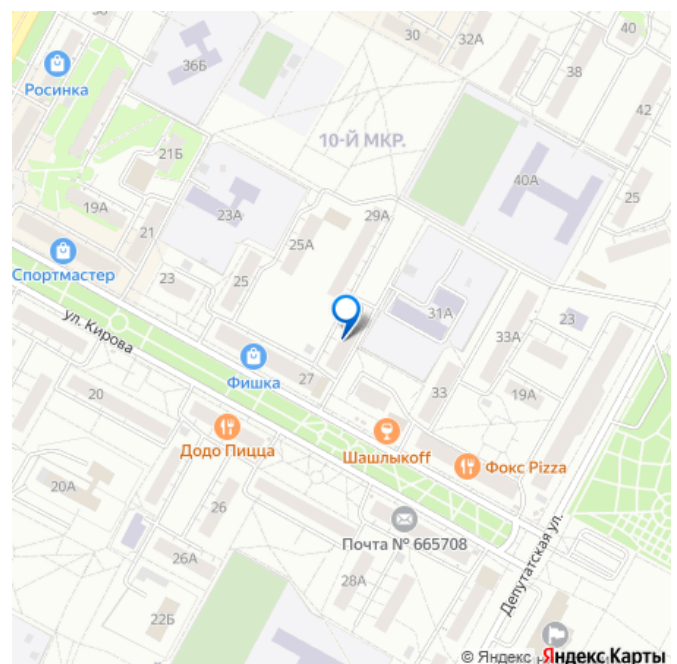 30
32А
40
36Б
38
Росинка
42
10-Й МКР.
21Б
40А
25
19А
23А
29А
21
25А
Спортмастер
23
25
31А
23
33А
ул. Кирова
Фишка
27
33
19А
20
Додо Пицца
Шашлыкoff
Фокс Pizza
20А
26
Почта № 665708
Депутатская ул.
26А
28А
22Б
© Яндекс
Яндекс Карты